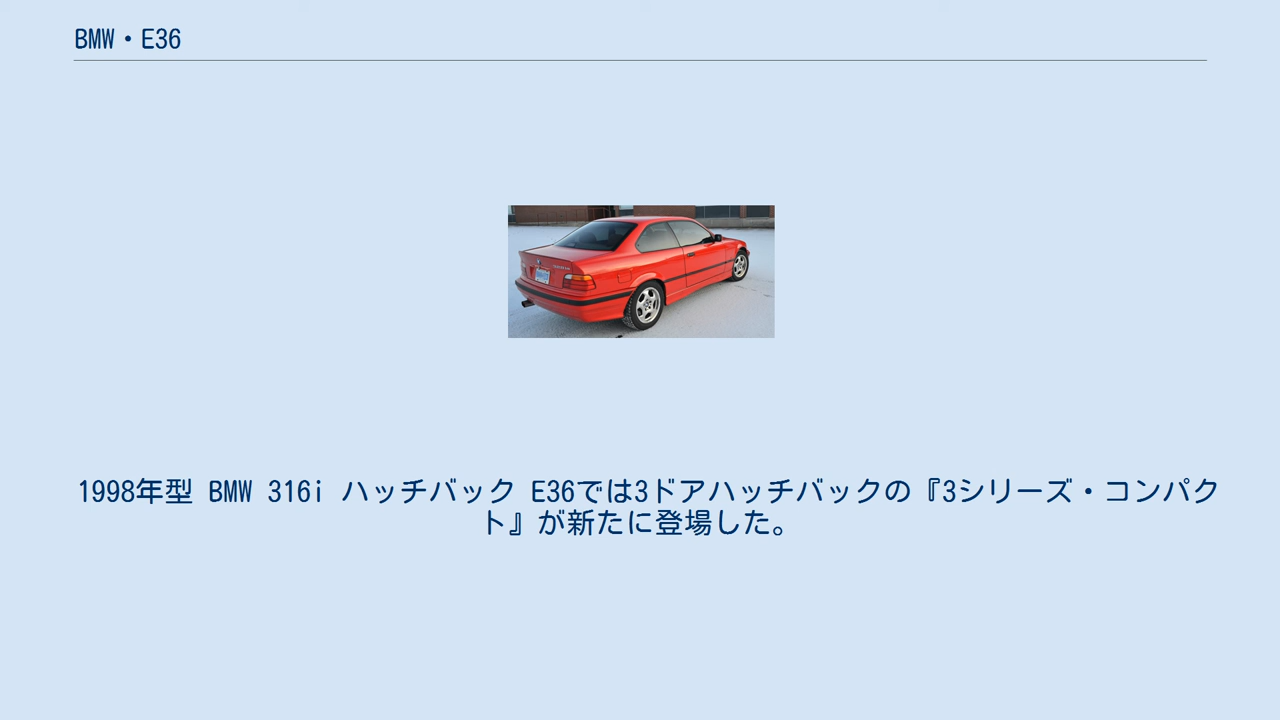 BMW・E36
1998年型 BMW 316i ハッチバック E36では3ドアハッチバックの『3シリーズ・コンパク
ト』が新たに登場した。